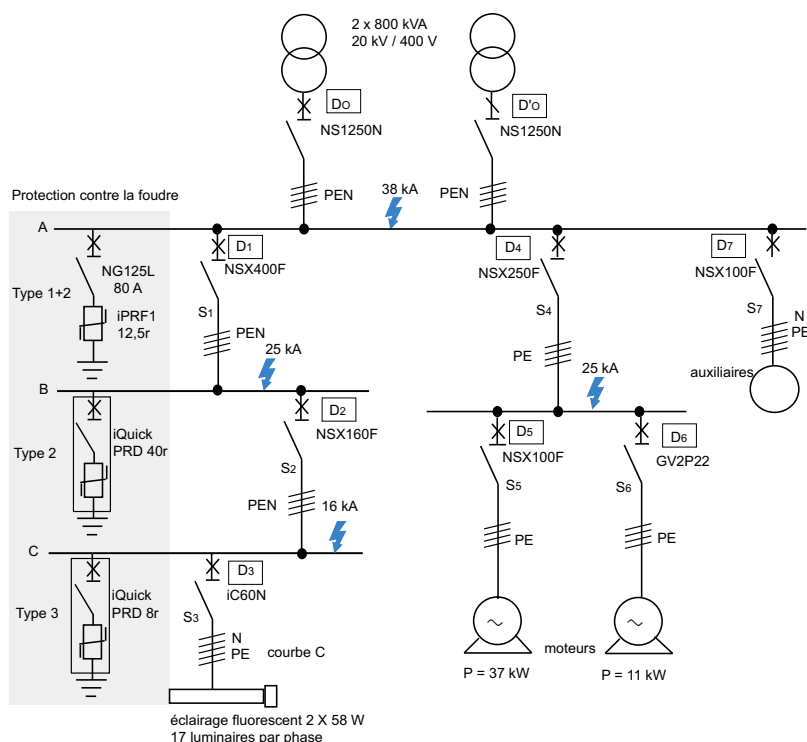 2 x 800 kVA
20 kV / 400 V
DO
NS1250N
D'O
NS1250N
PEN
38 kA
PEN
Protection contre la foudre
A
NG125L
80 A
Type 1+2
iPRF1
12,5r
D1
NSX400F
S1
PEN
25 kA
D4
NSX250F
S4
PE
25 kA
D7
NSX100F
S7
N
PE
auxiliaires
B
iQuick
PRD 40r
Type 2
D2
NSX160F
S2
PEN
16 kA
D5
NSX100F
S5
PE
D6
GV2P22
S6
PE
C
iQuick
PRD 8r
Type 3
D3
iC60N
S3
N
PE
courbe C
~
~
moteurs
P = 37 kW
P = 11 kW
éclairage fluorescent 2 X 58 W
17 luminaires par phase